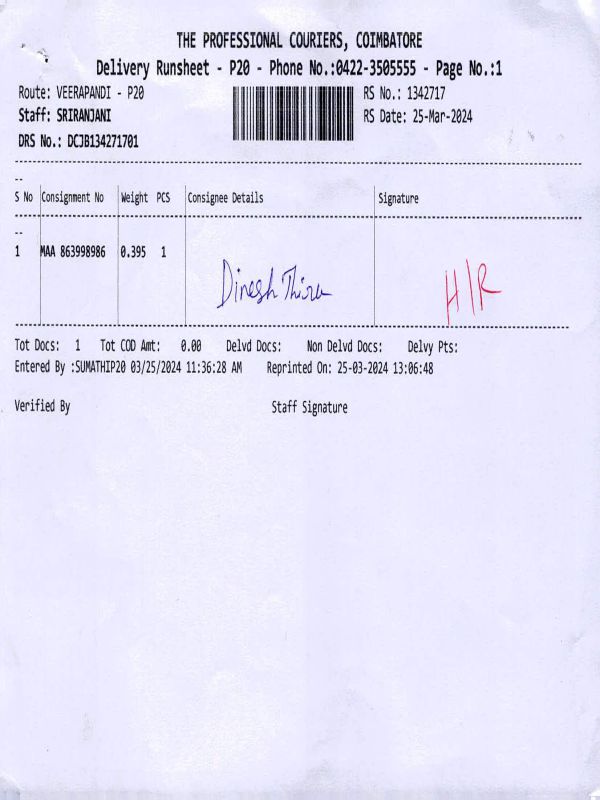 THE PROFESSIONAL COURIERS, COIMBATORE
Delivery Runsheet - P20 - Phone No.:0422-3505555 - Page No.:1
Route: VEERAPANDI - P20 RS No.: 1342717
Staff: SRIRANJANI RS Date: 25-Mar-2024
DRS No.: DCJB134271701
--
S No Consignment No Weight PCS Consignee Details Signature
--
1 MAA 863998986 0.395 1
Dinesh Thiru H/R
Tot Docs: 1 Tot COD Amt: 0.00 Delvd Docs: Non Delvd Docs: Delvy Pts:
Entered By :SUMATHIP20 03/25/2024 11:36:28 AM Reprinted On: 25-03-2024 13:06:48
Verified By Staff Signature